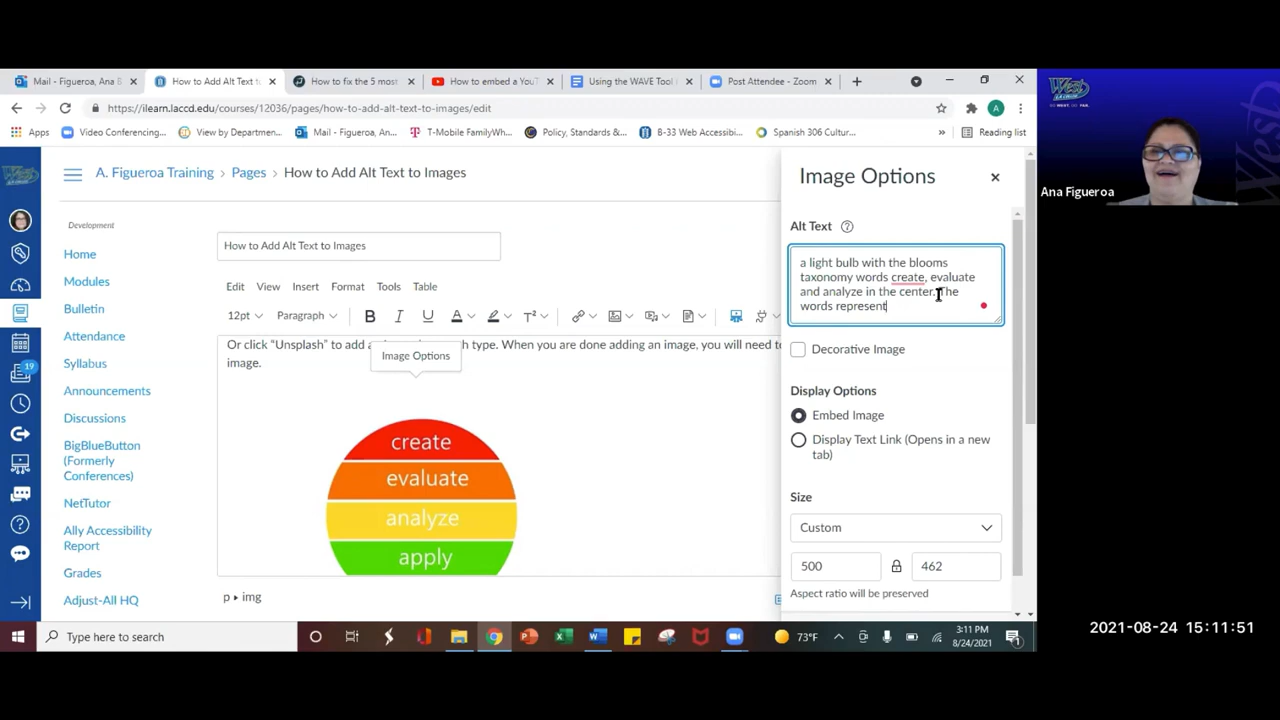 Mail - Figueroa, Ana B
How to Add Alt Text to
How to fix the 5 most
How to embed a YouT
Using the WAVE Tool
Post Attendee - Zoom
https://ilearn.laccd.edu/courses/12036/pages/how-to-add-alt-text-to-images/edit
A
Apps
Video Conferencing...
View by Departmen...
Mail - Figueroa, An...
T-Mobile FamilyWh...
Policy, Standards &...
B-33 Web Accessibi...
Spanish 306 Cultur...
»
Reading list
West
Ana Figueroa
A. Figueroa Training > Pages > How to Add Alt Text to Images
Development
Home
Modules
Bulletin
Attendance
Syllabus
Announcements
Discussions
BigBlueButton
(Formerly
Conferences)
NetTutor
Ally Accessibility
Report
Grades
Adjust-All HQ
19
How to Add Alt Text to Images
Edit View Insert Format Tools Table
12pt Paragraph B I U A T²
Or click “Unsplash” to add a type. When you are done adding an image, you will need to
image.
Image Options
create
evaluate
analyze
apply
p ▸ img
Image Options
Alt Text
a light bulb with the blooms
taxonomy words create, evaluate
and analyze in the center. The
words represent
Decorative Image
Display Options
Embed Image
Display Text Link (Opens in a new
tab)
Size
Custom
500 462
Aspect ratio will be preserved
Type here to search
73°F
3:11 PM
8/24/2021
1
2021-08-24 15:11:51